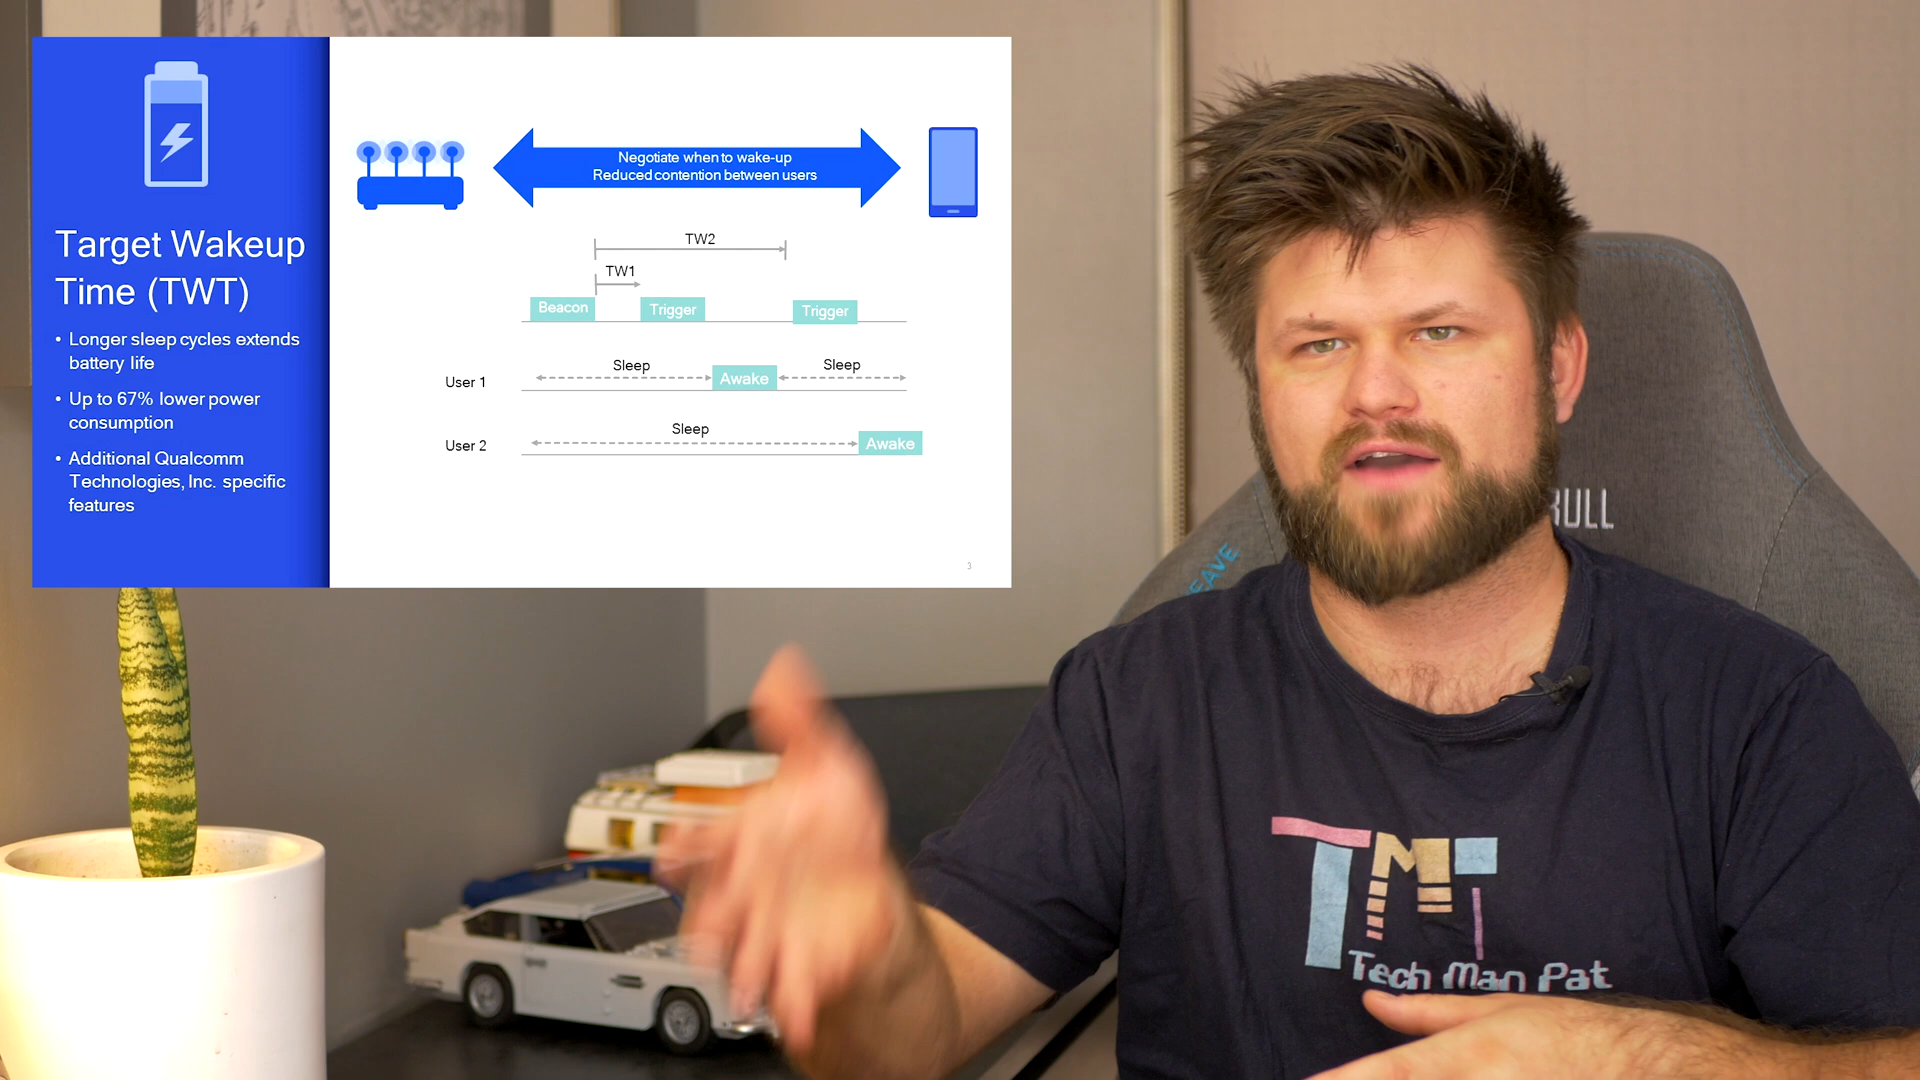 Target Wakeup
Time (TWT)
• Longer sleep cycles extends
battery life
• Up to 67% lower power
consumption
• Additional Qualcomm
Technologies, Inc. specific
features
Negotiate when to wake-up
Reduced contention between users
TW2
TW1
Beacon
Trigger
Trigger
Sleep
Sleep
User 1
Awake
Sleep
User 2
Awake
3
TMT
Tech Man Pat